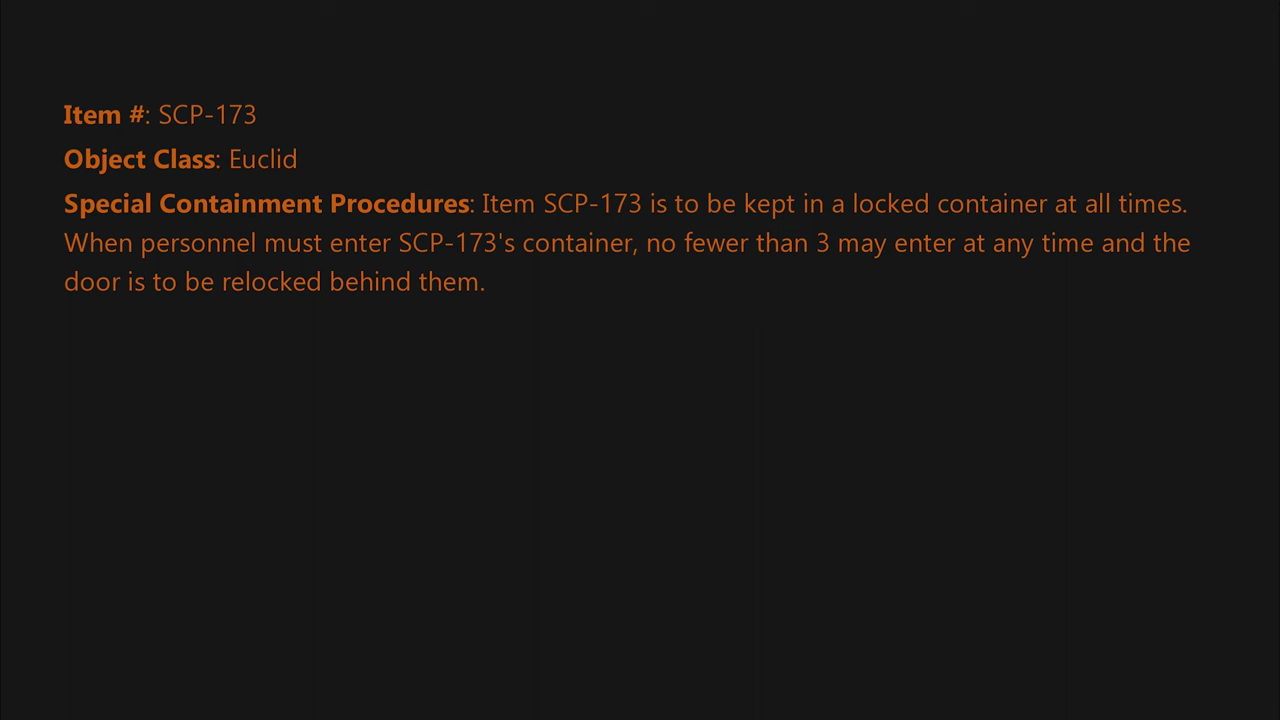 Item #: SCP-173
Object Class: Euclid
Special Containment Procedures: Item SCP-173 is to be kept in a locked container at all times.
When personnel must enter SCP-173's container, no fewer than 3 may enter at any time and the
door is to be relocked behind them.